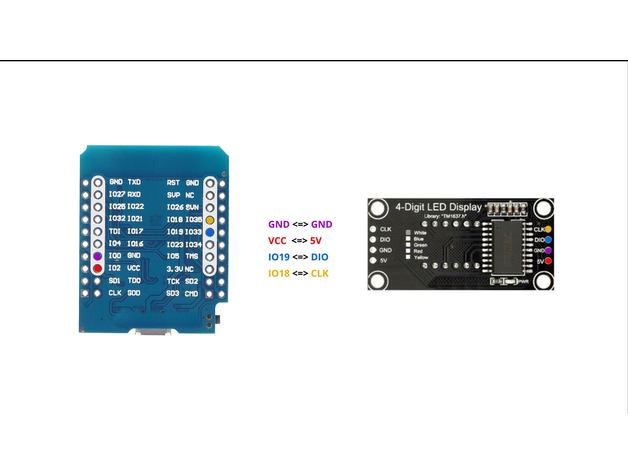 GND TXD RST GND
IO27 RXD SVP NC
IO25 IO22 IO26 SVN
IO32 IO21 IO18 IO35
TDI IO17 IO19 IO33
IO4 IO16 IO23 IO34
IO0 GND IO5 TMS
IO2 VCC 3.3V NC
SD1 TDO TCK SD2
CLK SD0 SD3 CMD
GND <=> GND
VCC <=> 5V
IO19 <=> DIO
IO18 <=> CLK
4-Digit LED Display
Library: "TM1637.h"
CLK
DIO
GND
5V
White
Blue
Green
Red
Yellow
CLK
DIO
GND
5V
PWR